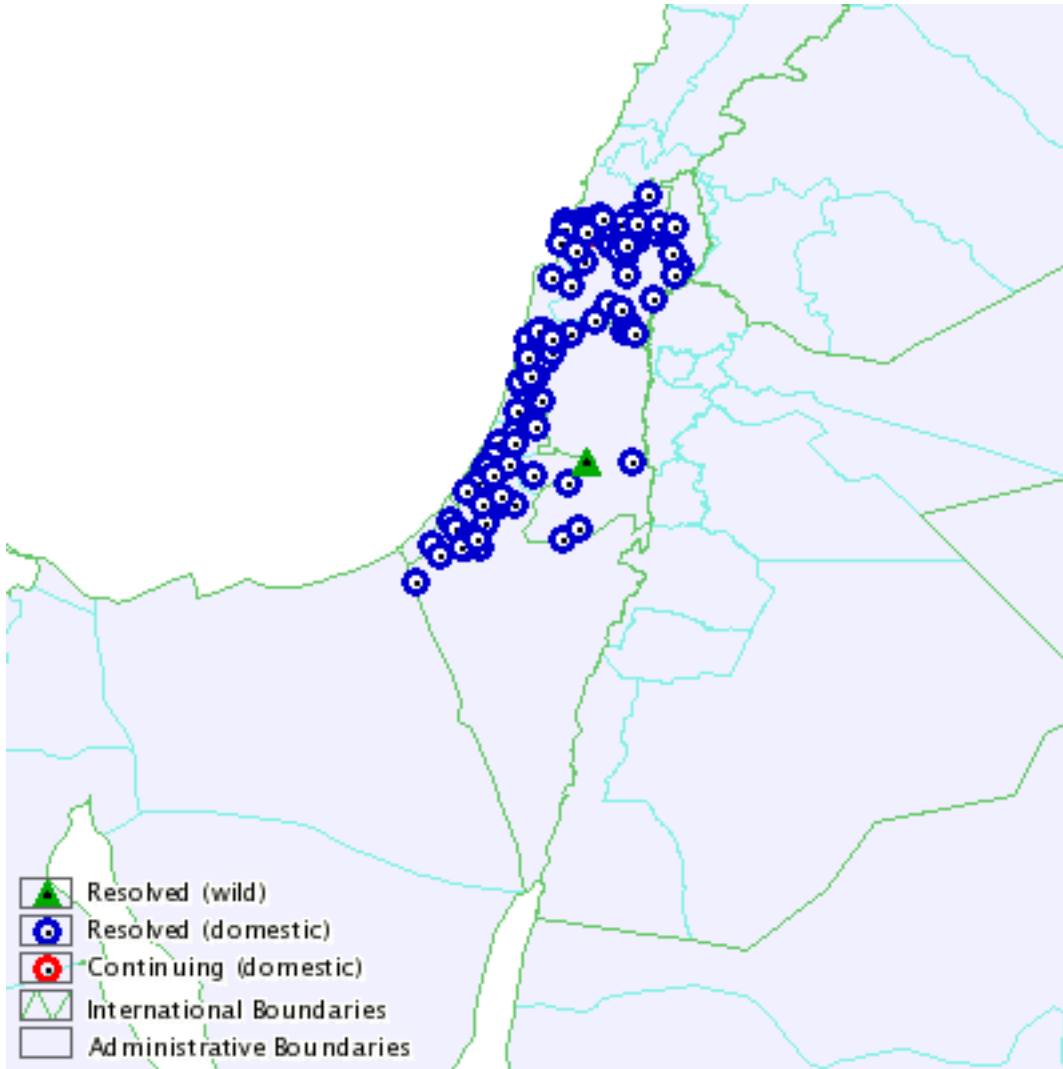 Resolved (wild)
Resolved (domestic)
Continuing (domestic)
International Boundaries
Administrative Boundaries